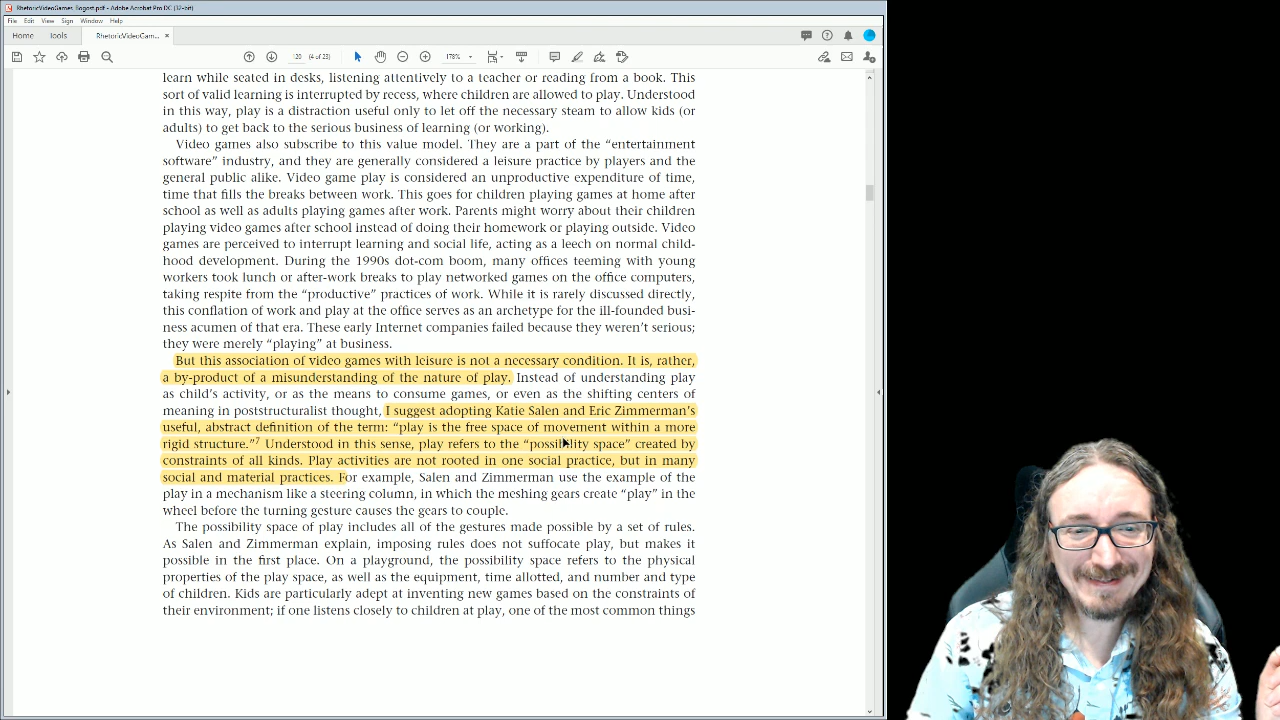 RhetoricVideoGames_Bogost.pdf - Adobe Acrobat Pro DC (32-bit)
File Edit View Sign Window Help
Home Tools RhetoricVideoGam... ×
120 (4 of 23) 178%
learn while seated in desks, listening attentively to a teacher or reading from a book. This
sort of valid learning is interrupted by recess, where children are allowed to play. Understood
in this way, play is a distraction useful only to let off the necessary steam to allow kids (or
adults) to get back to the serious business of learning (or working).
Video games also subscribe to this value model. They are a part of the “entertainment
software” industry, and they are generally considered a leisure practice by players and the
general public alike. Video game play is considered an unproductive expenditure of time,
time that fills the breaks between work. This goes for children playing games at home after
school as well as adults playing games after work. Parents might worry about their children
playing video games after school instead of doing their homework or playing outside. Video
games are perceived to interrupt learning and social life, acting as a leech on normal child-
hood development. During the 1990s dot-com boom, many offices teeming with young
workers took lunch or after-work breaks to play networked games on the office computers,
taking respite from the “productive” practices of work. While it is rarely discussed directly,
this conflation of work and play at the office serves as an archetype for the ill-founded busi-
ness acumen of that era. These early Internet companies failed because they weren’t serious;
they were merely “playing” at business.
But this association of video games with leisure is not a necessary condition. It is, rather,
a by-product of a misunderstanding of the nature of play. Instead of understanding play
as child’s activity, or as the means to consume games, or even as the shifting centers of
meaning in poststructuralist thought, I suggest adopting Katie Salen and Eric Zimmerman’s
useful, abstract definition of the term: “play is the free space of movement within a more
rigid structure.”7 Understood in this sense, play refers to the “possibility space” created by
constraints of all kinds. Play activities are not rooted in one social practice, but in many
social and material practices. For example, Salen and Zimmerman use the example of the
play in a mechanism like a steering column, in which the meshing gears create “play” in the
wheel before the turning gesture causes the gears to couple.
The possibility space of play includes all of the gestures made possible by a set of rules.
As Salen and Zimmerman explain, imposing rules does not suffocate play, but makes it
possible in the first place. On a playground, the possibility space refers to the physical
properties of the play space, as well as the equipment, time allotted, and number and type
of children. Kids are particularly adept at inventing new games based on the constraints of
their environment; if one listens closely to children at play, one of the most common things